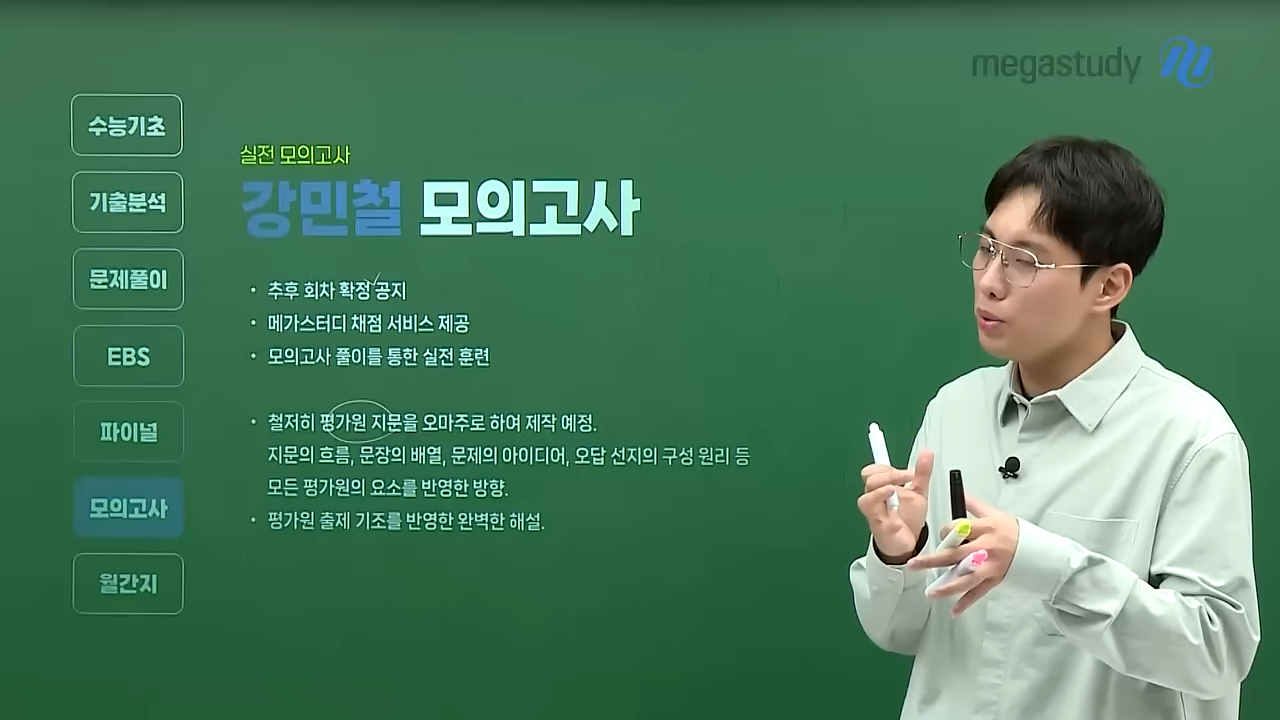 megastudy
수능기초
기출분석
문제풀이
EBS
파이널
모의고사
월간지
실전 모의고사
강민철 모의고사
• 추후 회차 확정 공지
• 메가스터디 채점 서비스 제공
• 모의고사 풀이를 통한 실전 훈련
• 철저히 평가원 지문을 오마주로 하여 제작 예정.
지문의 흐름, 문장의 배열, 문제의 아이디어, 오답 선지의 구성 원리 등
모든 평가원의 요소를 반영한 방향.
• 평가원 출제 기조를 반영한 완벽한 해설.